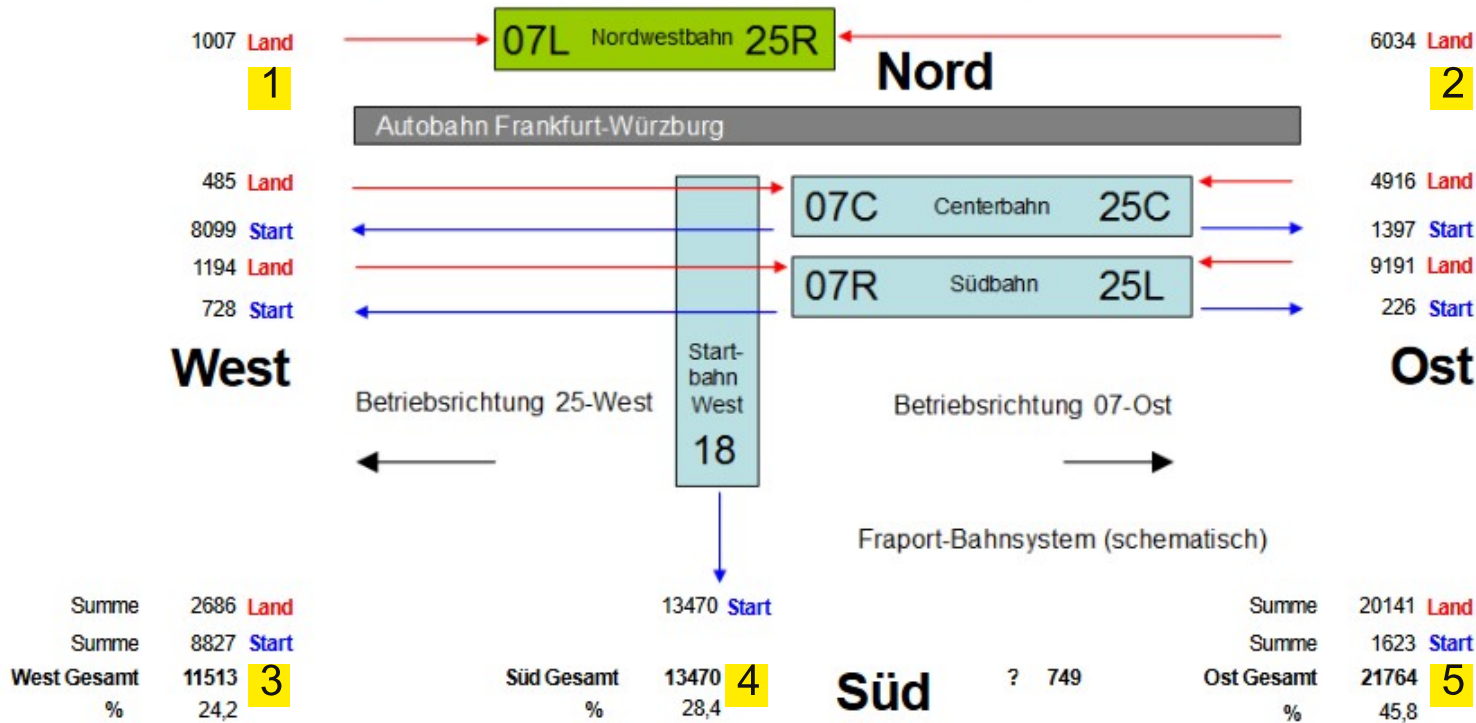 1007 Land
07L Nordwestbahn 25R
6034 Land
1
Nord
2
Autobahn Frankfurt-Würzburg
485 Land
4916 Land
07C Centerbahn 25C
8099 Start
1397 Start
1194 Land
9191 Land
07R Südbahn 25L
728 Start
226 Start
West
Start-
bahn
West
18
Ost
Betriebsrichtung 25-West
Betriebsrichtung 07-Ost
Fraport-Bahnsystem (schematisch)
Summe 2686 Land
13470 Start
Summe 20141 Land
Summe 8827 Start
Summe 1623 Start
West Gesamt 11513 3
Süd Gesamt 13470 4
Süd
? 749
Ost Gesamt 21764 5
% 24,2
% 28,4
% 45,8